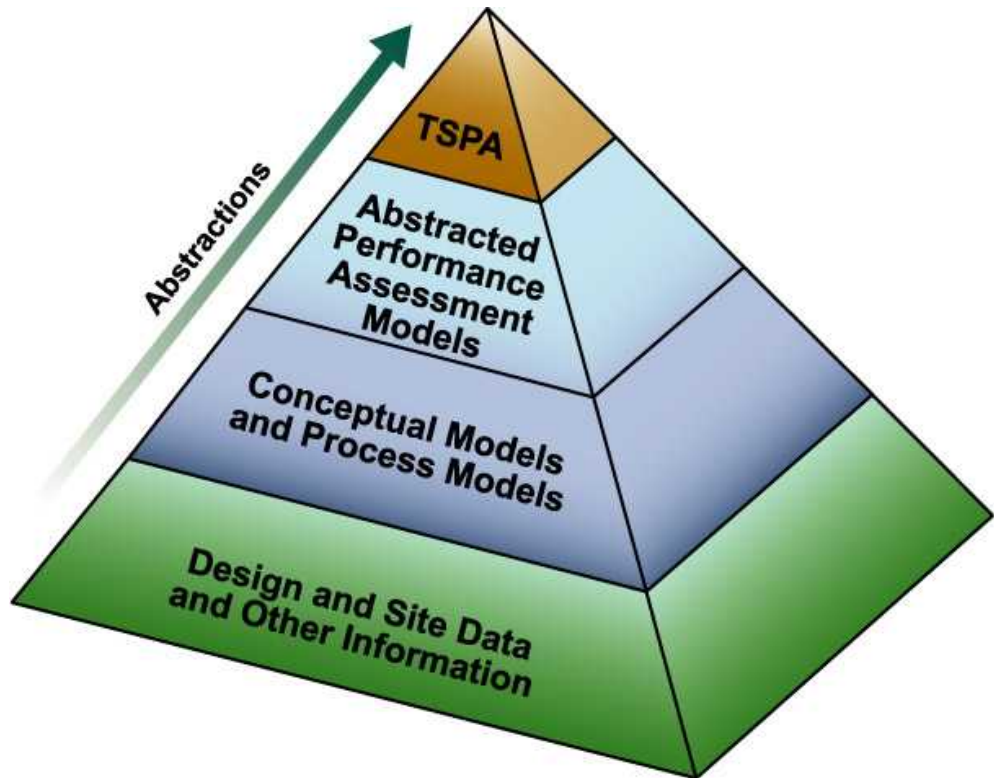 Abstractions
TSPA
Abstracted
Performance
Assessment
Models
Conceptual Models
and Process Models
Design and Site Data
and Other Information